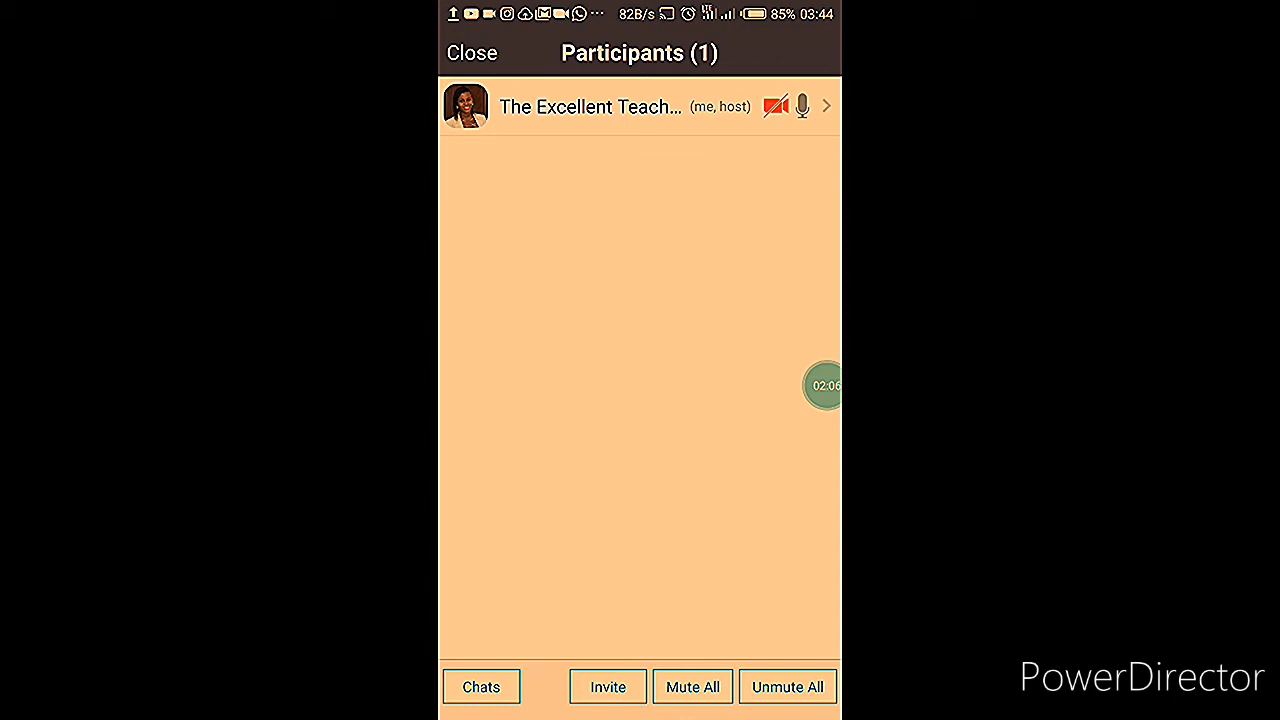 82B/s LTE 85% 03:44
Close Participants (1)
The Excellent Teach... (me, host)
02:06
Chats Invite Mute All Unmute All
PowerDirector